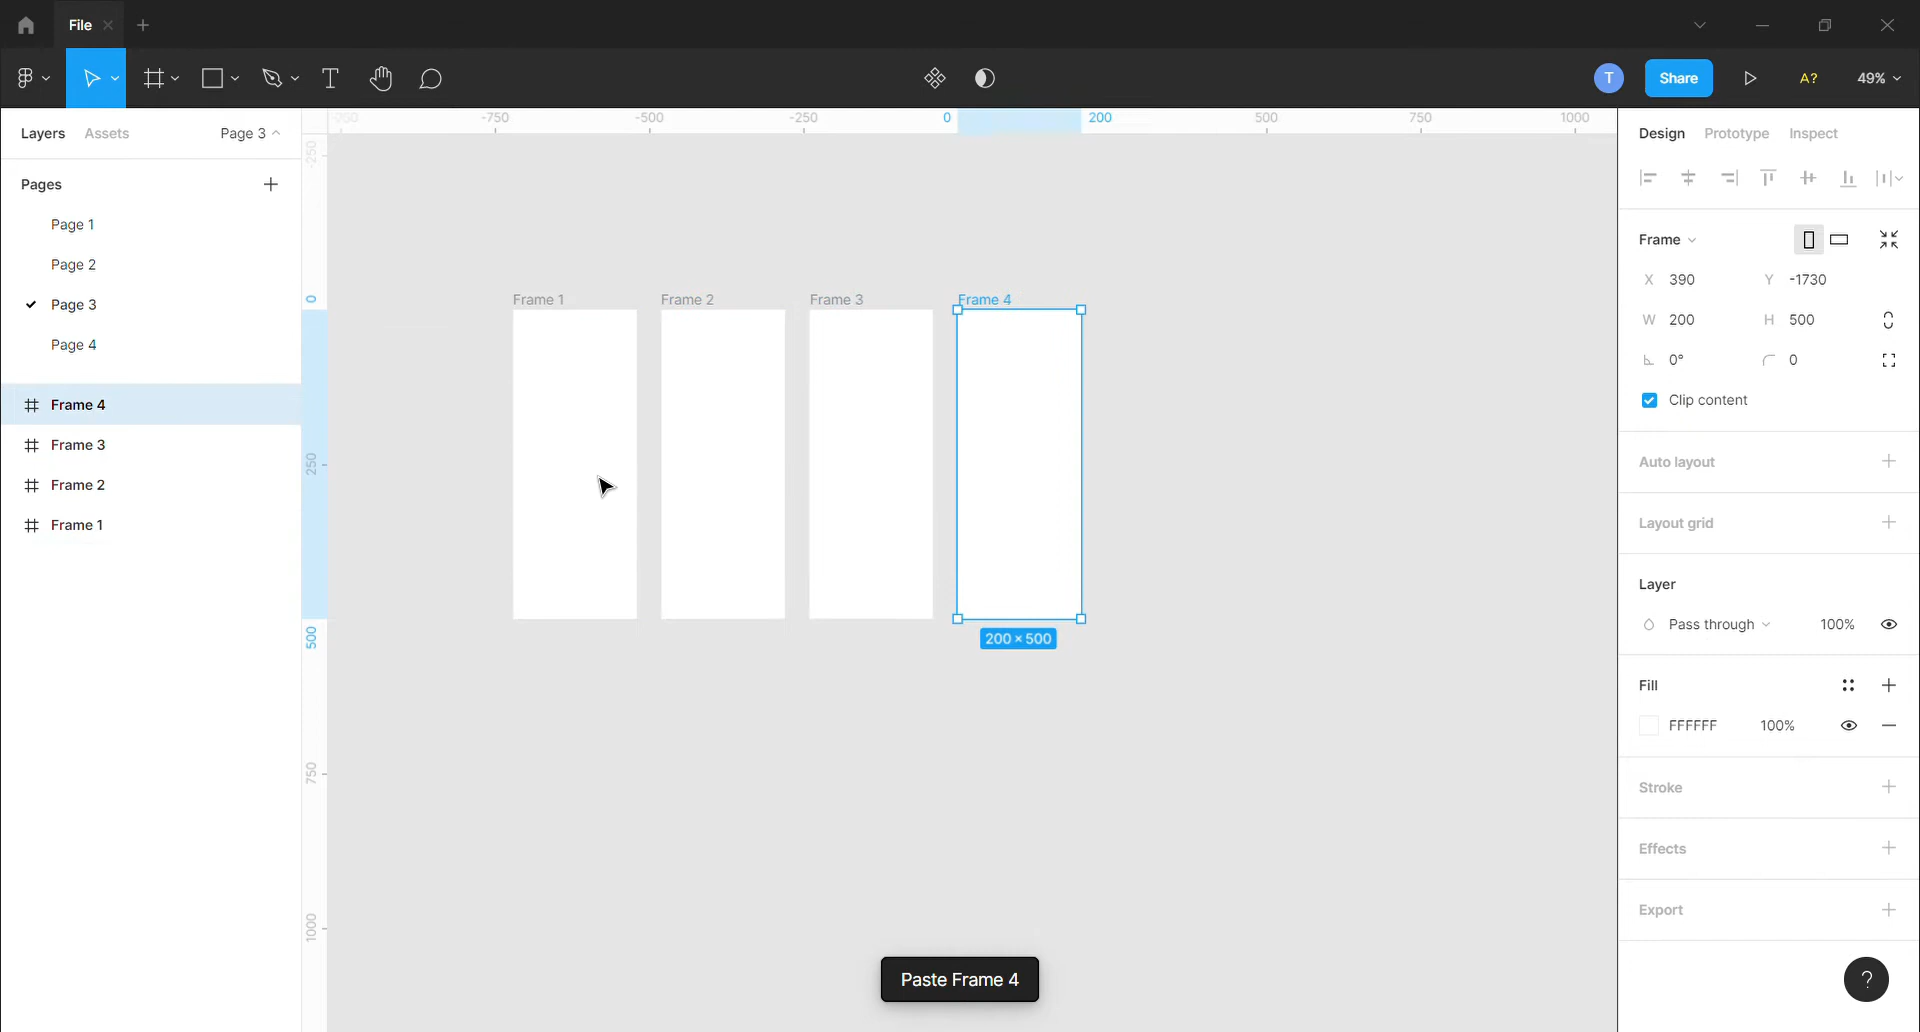 File
T
Share
A?
49%
Layers
Assets
Page 3
-750
-500
-250
0
200
500
750
1000
Design
Prototype
Inspect
Pages
Page 1
Page 2
Page 3
Page 4
Frame 4
Frame 3
Frame 2
Frame 1
-250
0
250
500
750
1000
Frame 1
Frame 2
Frame 3
Frame 4
200 × 500
Paste Frame 4
Frame
X 390
Y -1730
W 200
H 500
0°
0
Clip content
Auto layout
Layout grid
Layer
Pass through
100%
Fill
FFFFFF
100%
Stroke
Effects
Export
?